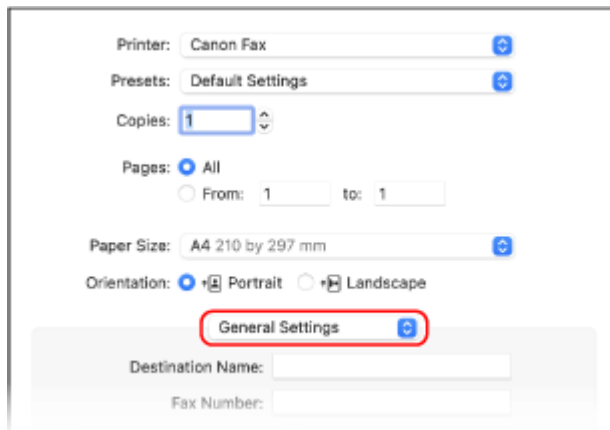 Printer: Canon Fax
Presets: Default Settings
Copies: 1
Pages: All
From: 1 to: 1
Paper Size: A4 210 by 297 mm
Orientation: Portrait Landscape
General Settings
Destination Name:
Fax Number: